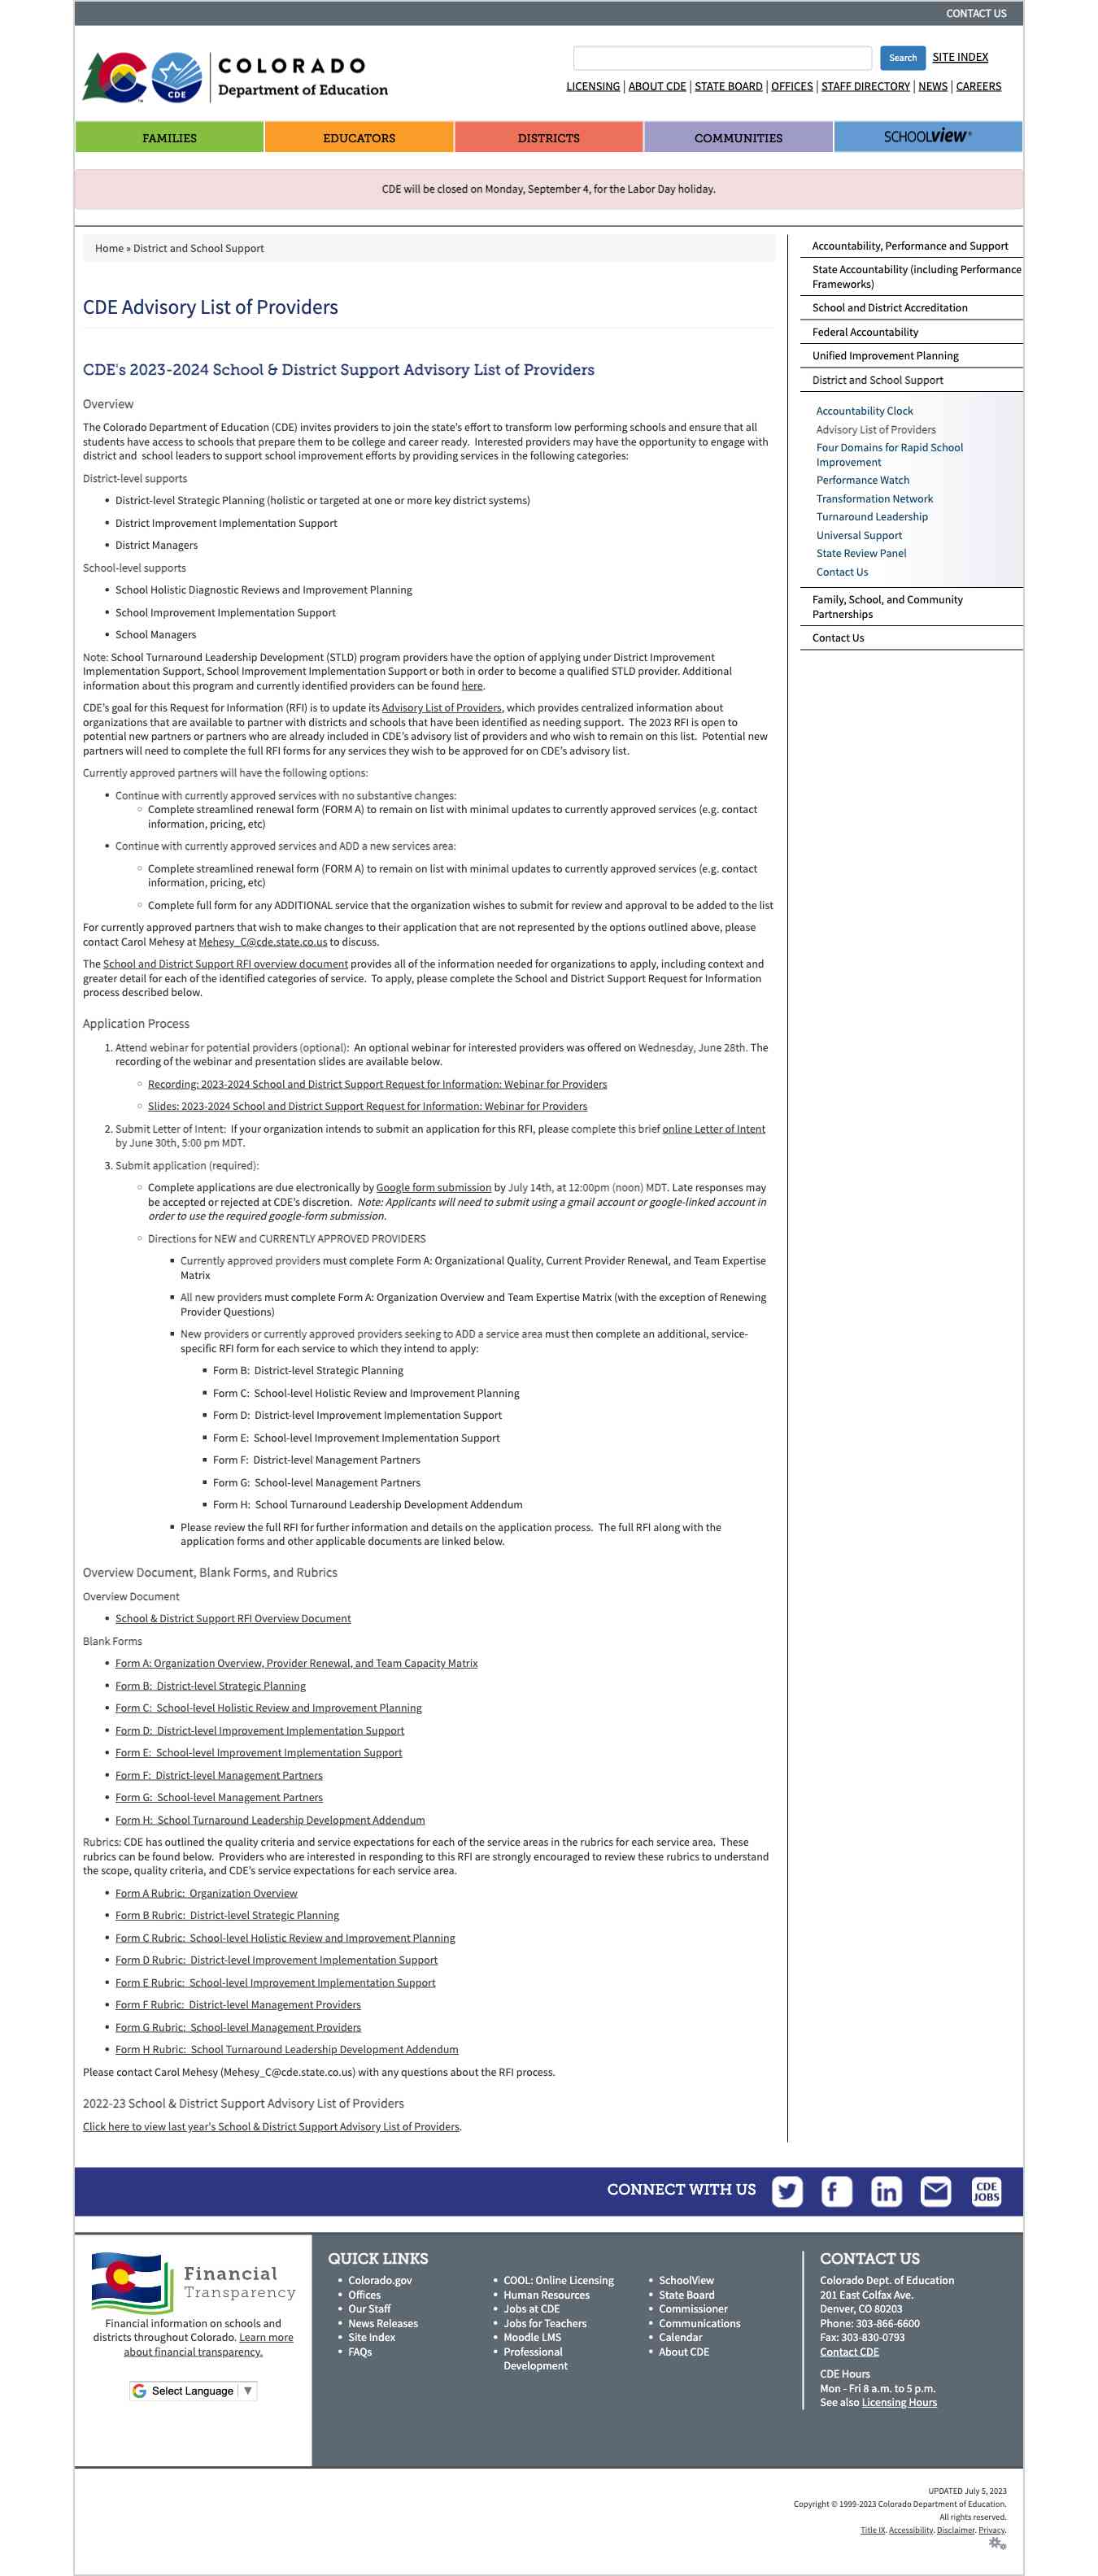 CONTACT US
COLORADO
Department of Education
Search
SITE INDEX
LICENSING | ABOUT CDE | STATE BOARD | OFFICES | STAFF DIRECTORY | NEWS | CAREERS
FAMILIES
EDUCATORS
DISTRICTS
COMMUNITIES
SCHOOLVIEW®
CDE will be closed on Monday, September 4, for the Labor Day holiday.
Home » District and School Support
CDE Advisory List of Providers
CDE's 2023-2024 School & District Support Advisory List of Providers
Overview
The Colorado Department of Education (CDE) invites providers to join the state's effort to transform low performing schools and ensure that all
students have access to schools that prepare them to be college and career ready.  Interested providers may have the opportunity to engage with
district and  school leaders to support school improvement efforts by providing services in the following categories:
District-level supports
• District-level Strategic Planning (holistic or targeted at one or more key district systems)
• District Improvement Implementation Support
• District Managers
School-level supports
• School Holistic Diagnostic Reviews and Improvement Planning
• School Improvement Implementation Support
• School Managers
Note: School Turnaround Leadership Development (STLD) program providers have the option of applying under District Improvement
Implementation Support, School Improvement Implementation Support or both in order to become a qualified STLD provider. Additional
information about this program and currently identified providers can be found here.
CDE's goal for this Request for Information (RFI) is to update its Advisory List of Providers, which provides centralized information about
organizations that are available to partner with districts and schools that have been identified as needing support.  The 2023 RFI is open to
potential new partners or partners who are already included in CDE's advisory list of providers and who wish to remain on this list.  Potential new
partners will need to complete the full RFI forms for any services they wish to be approved for on CDE's advisory list.
Currently approved partners will have the following options:
• Continue with currently approved services with no substantive changes:
◦ Complete streamlined renewal form (FORM A) to remain on list with minimal updates to currently approved services (e.g. contact
information, pricing, etc)
• Continue with currently approved services and ADD a new services area:
◦ Complete streamlined renewal form (FORM A) to remain on list with minimal updates to currently approved services (e.g. contact
information, pricing, etc)
◦ Complete full form for any ADDITIONAL service that the organization wishes to submit for review and approval to be added to the list
For currently approved partners that wish to make changes to their application that are not represented by the options outlined above, please
contact Carol Mehesy at Mehesy_C@cde.state.co.us to discuss.
The School and District Support RFI overview document provides all of the information needed for organizations to apply, including context and
greater detail for each of the identified categories of service.  To apply, please complete the School and District Support Request for Information
process described below.
Application Process
1. Attend webinar for potential providers (optional):  An optional webinar for interested providers was offered on Wednesday, June 28th. The
recording of the webinar and presentation slides are available below.
◦ Recording: 2023-2024 School and District Support Request for Information: Webinar for Providers
◦ Slides: 2023-2024 School and District Support Request for Information: Webinar for Providers
2. Submit Letter of Intent:  If your organization intends to submit an application for this RFI, please complete this brief online Letter of Intent
by June 30th, 5:00 pm MDT.
3. Submit application (required):
◦ Complete applications are due electronically by Google form submission by July 14th, at 12:00pm (noon) MDT. Late responses may
be accepted or rejected at CDE's discretion.  Note: Applicants will need to submit using a gmail account or google-linked account in
order to use the required google-form submission.
◦ Directions for NEW and CURRENTLY APPROVED PROVIDERS
▪ Currently approved providers must complete Form A: Organizational Quality, Current Provider Renewal, and Team Expertise
Matrix
▪ All new providers must complete Form A: Organization Overview and Team Expertise Matrix (with the exception of Renewing
Provider Questions)
▪ New providers or currently approved providers seeking to ADD a service area must then complete an additional, service-
specific RFI form for each service to which they intend to apply:
▪ Form B:  District-level Strategic Planning
▪ Form C:  School-level Holistic Review and Improvement Planning
▪ Form D:  District-level Improvement Implementation Support
▪ Form E:  School-level Improvement Implementation Support
▪ Form F:  District-level Management Partners
▪ Form G:  School-level Management Partners
▪ Form H:  School Turnaround Leadership Development Addendum
▪ Please review the full RFI for further information and details on the application process.  The full RFI along with the
application forms and other applicable documents are linked below.
Overview Document, Blank Forms, and Rubrics
Overview Document
• School & District Support RFI Overview Document
Blank Forms
• Form A: Organization Overview, Provider Renewal, and Team Capacity Matrix
• Form B:  District-level Strategic Planning
• Form C:  School-level Holistic Review and Improvement Planning
• Form D:  District-level Improvement Implementation Support
• Form E:  School-level Improvement Implementation Support
• Form F:  District-level Management Partners
• Form G:  School-level Management Partners
• Form H:  School Turnaround Leadership Development Addendum
Rubrics: CDE has outlined the quality criteria and service expectations for each of the service areas in the rubrics for each service area.  These
rubrics can be found below.  Providers who are interested in responding to this RFI are strongly encouraged to review these rubrics to understand
the scope, quality criteria, and CDE's service expectations for each service area.
• Form A Rubric:  Organization Overview
• Form B Rubric:  District-level Strategic Planning
• Form C Rubric:  School-level Holistic Review and Improvement Planning
• Form D Rubric:  District-level Improvement Implementation Support
• Form E Rubric:  School-level Improvement Implementation Support
• Form F Rubric:  District-level Management Providers
• Form G Rubric:  School-level Management Providers
• Form H Rubric:  School Turnaround Leadership Development Addendum
Please contact Carol Mehesy (Mehesy_C@cde.state.co.us) with any questions about the RFI process.
2022-23 School & District Support Advisory List of Providers
Click here to view last year's School & District Support Advisory List of Providers.
Accountability, Performance and Support
State Accountability (including Performance
Frameworks)
School and District Accreditation
Federal Accountability
Unified Improvement Planning
District and School Support
Accountability Clock
Advisory List of Providers
Four Domains for Rapid School
Improvement
Performance Watch
Transformation Network
Turnaround Leadership
Universal Support
State Review Panel
Contact Us
Family, School, and Community
Partnerships
Contact Us
CONNECT WITH US
CDE
JOBS
Financial
Transparency
Financial information on schools and
districts throughout Colorado. Learn more
about financial transparency.
Select Language ▼
QUICK LINKS
• Colorado.gov
• Offices
• Our Staff
• News Releases
• Site Index
• FAQs
• COOL: Online Licensing
• Human Resources
• Jobs at CDE
• Jobs for Teachers
• Moodle LMS
• Professional
Development
• SchoolView
• State Board
• Commissioner
• Communications
• Calendar
• About CDE
CONTACT US
Colorado Dept. of Education
201 East Colfax Ave.
Denver, CO 80203
Phone: 303-866-6600
Fax: 303-830-0793
Contact CDE
CDE Hours
Mon - Fri 8 a.m. to 5 p.m.
See also Licensing Hours
UPDATED July 5, 2023
Copyright © 1999-2023 Colorado Department of Education.
All rights reserved.
Title IX. Accessibility. Disclaimer. Privacy.